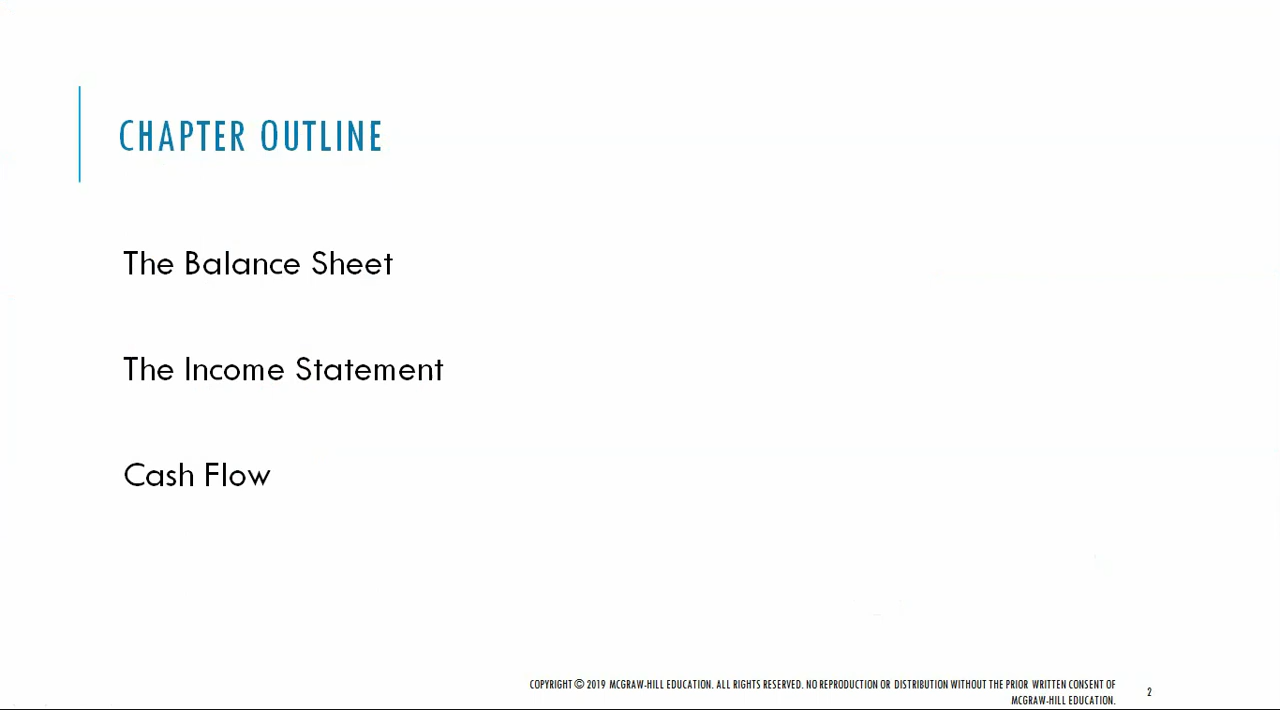 CHAPTER OUTLINE
The Balance Sheet
The Income Statement
Cash Flow
COPYRIGHT © 2019 MCGRAW-HILL EDUCATION. ALL RIGHTS RESERVED. NO REPRODUCTION OR DISTRIBUTION WITHOUT THE PRIOR WRITTEN CONSENT OF
MCGRAW-HILL EDUCATION.
2